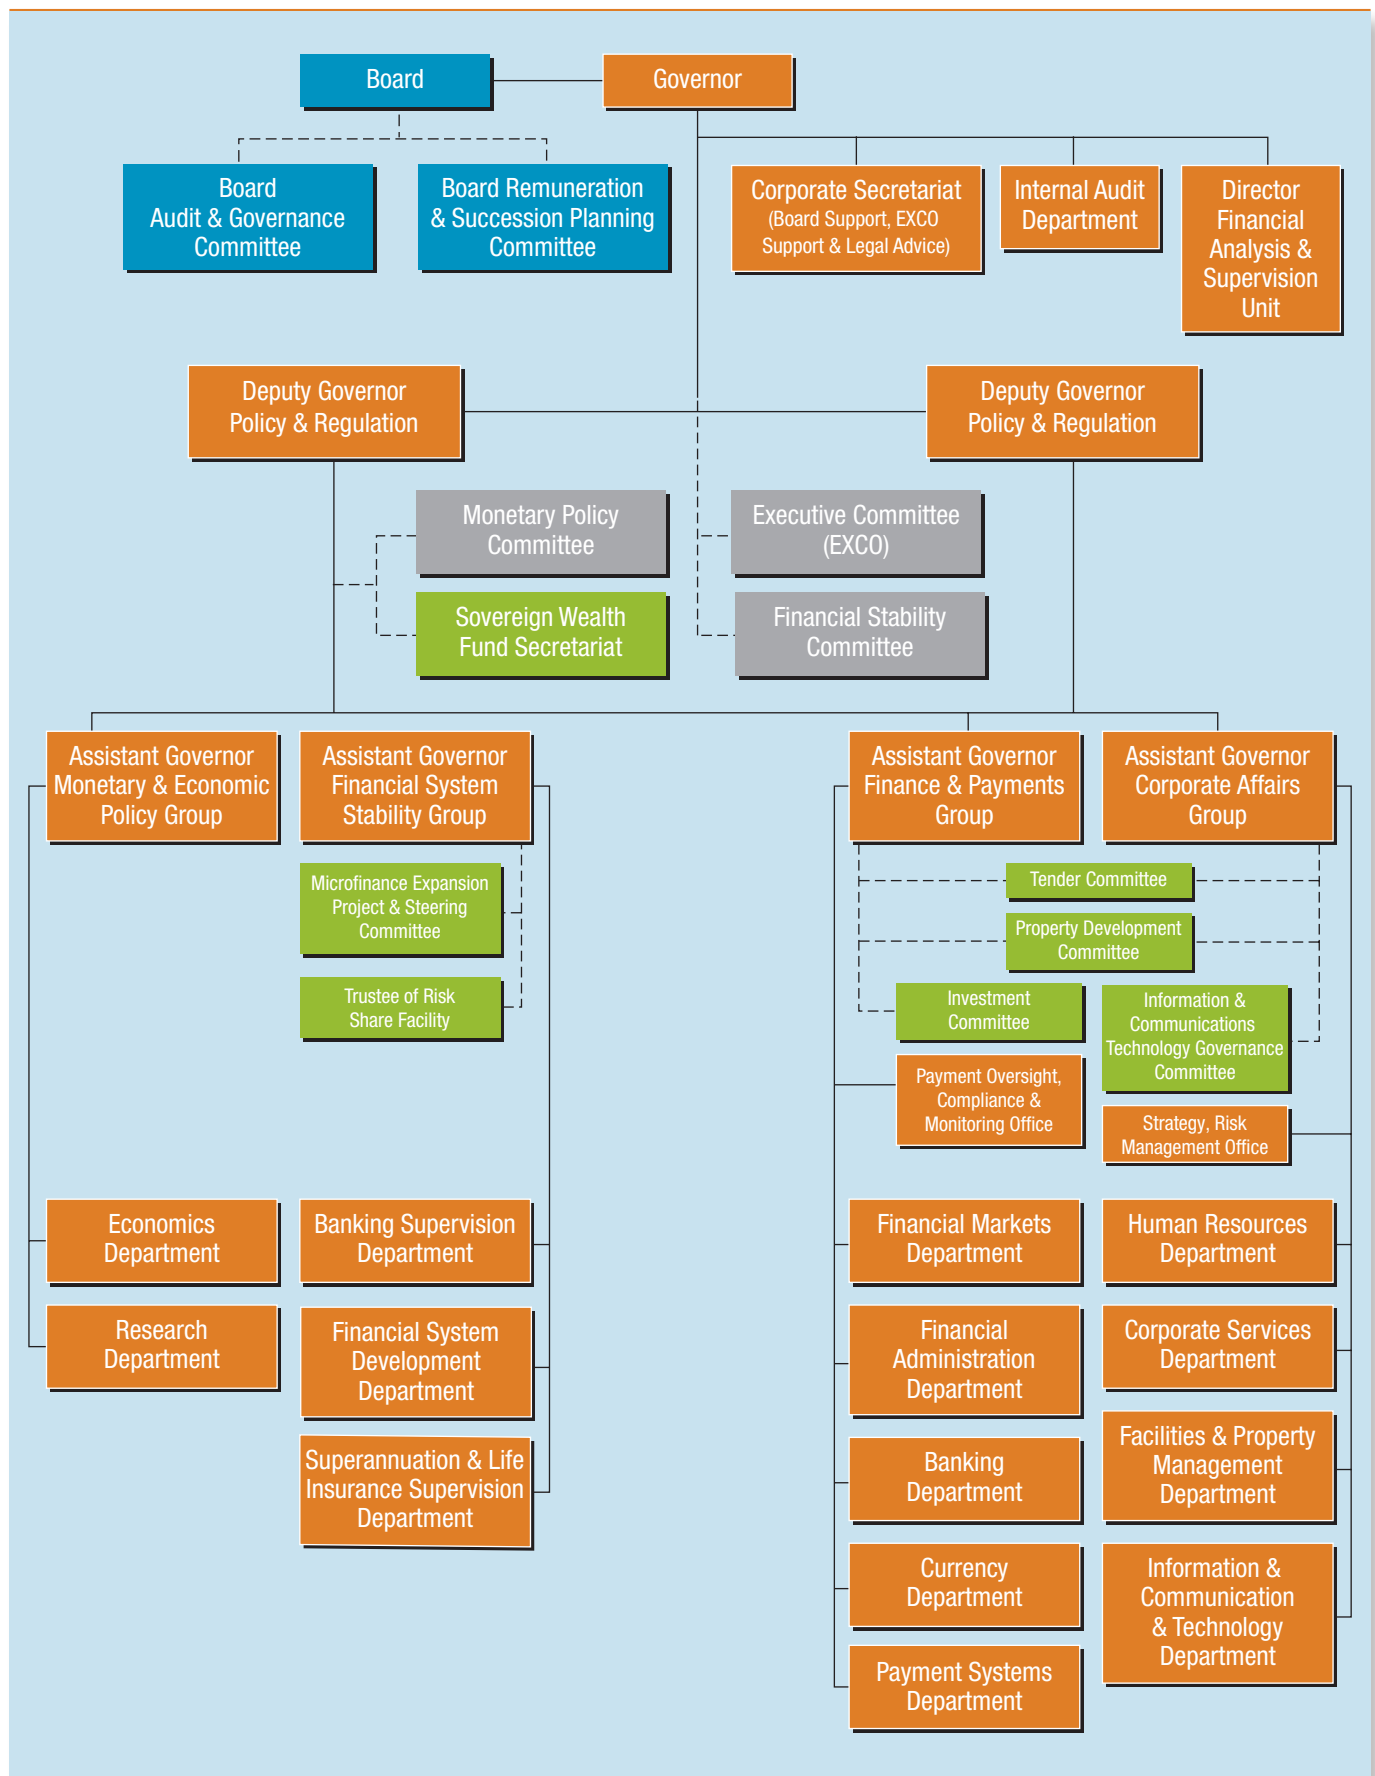 Board
Governor
Board
Audit & Governance
Committee
Board Remuneration
& Succession Planning
Committee
Corporate Secretariat
(Board Support, EXCO
Support & Legal Advice)
Internal Audit
Department
Director
Financial
Analysis &
Supervision
Unit
Deputy Governor
Policy & Regulation
Deputy Governor
Policy & Regulation
Monetary Policy
Committee
Executive Committee
(EXCO)
Sovereign Wealth
Fund Secretariat
Financial Stability
Committee
Assistant Governor
Monetary & Economic
Policy Group
Assistant Governor
Financial System
Stability Group
Assistant Governor
Finance & Payments
Group
Assistant Governor
Corporate Affairs
Group
Microfinance Expansion
Project & Steering
Committee
Trustee of Risk
Share Facility
Tender Committee
Property Development
Committee
Investment
Committee
Information &
Communications
Technology Governance
Committee
Payment Oversight,
Compliance &
Monitoring Office
Strategy, Risk
Management Office
Economics
Department
Banking Supervision
Department
Financial Markets
Department
Human Resources
Department
Research
Department
Financial System
Development
Department
Financial
Administration
Department
Corporate Services
Department
Superannuation & Life
Insurance Supervision
Department
Banking
Department
Facilities & Property
Management
Department
Currency
Department
Information &
Communication
& Technology
Department
Payment Systems
Department